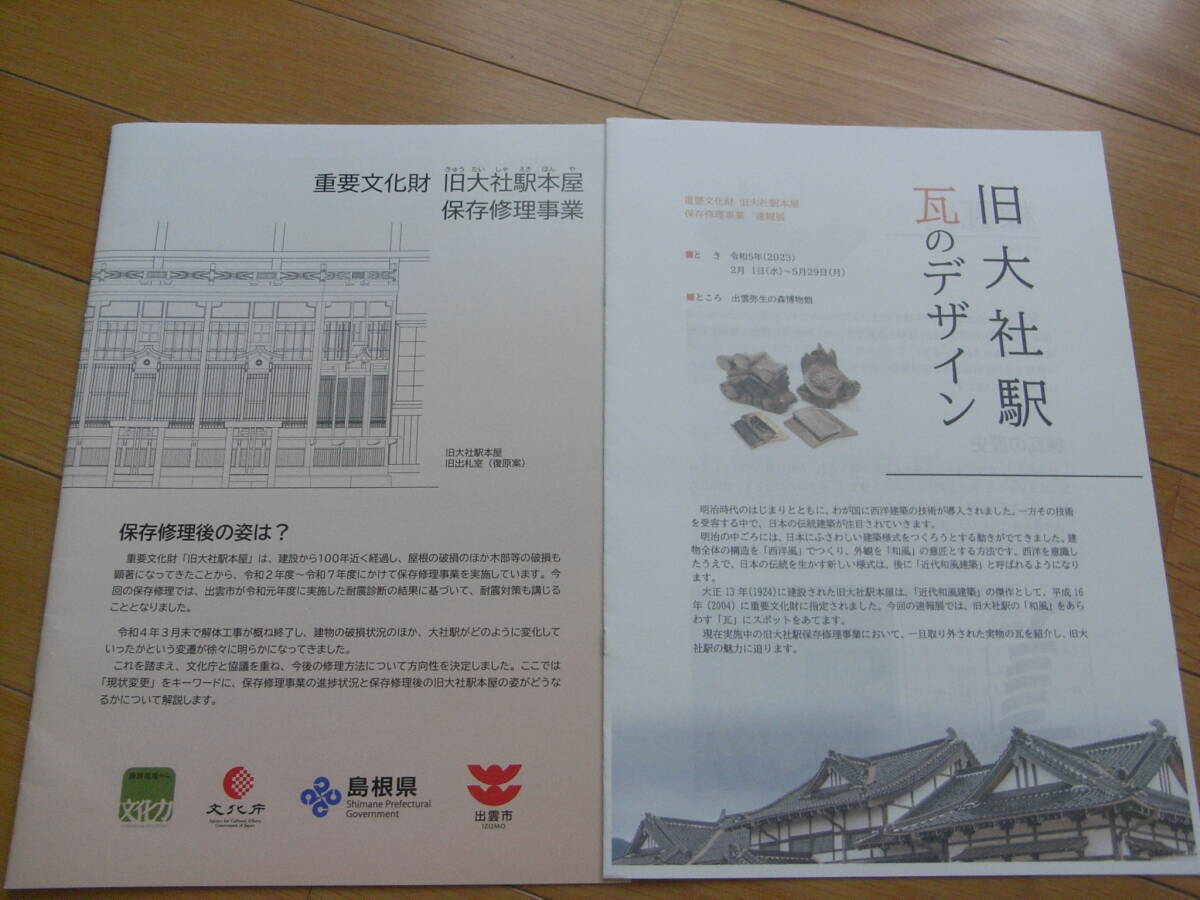 きゅう たい しゃ えき ほん や
重要文化財 旧大社駅本屋
保存修理事業
旧大社駅本屋
旧出札室（復原案）
保存修理後の姿は？
重要文化財「旧大社駅本屋」は、建設から100年近く経過し、屋根の破損のほか木部等の破損も
顕著になってきたことから、令和２年度～令和７年度にかけて保存修理事業を実施しています。今
回の保存修理では、出雲市が令和元年度に実施した耐震診断の結果に基づいて、耐震対策も講じる
こととなりました。
令和４年３月末で解体工事が概ね終了し、建物の破損状況のほか、大社駅がどのように変化して
いったかという変遷が徐々に明らかになってきました。
これを踏まえ、文化庁と協議を重ね、今後の修理方法について方向性を決定しました。ここでは
「現状変更」をキーワードに、保存修理事業の進捗状況と保存修理後の旧大社駅本屋の姿がどうな
るかについて解説します。
文化力
文化庁
Agency for Cultural Affairs,
Government of Japan
島根県
Shimane Prefectural
Government
出雲市
IZUMO
旧大社駅
瓦のデザイン
重要文化財 旧大社駅本屋
保存修理事業 速報展
■と き 令和5年(2023)
2月 1日(水)～5月29日(月)
■ところ 出雲弥生の森博物館
明治時代のはじまりとともに、わが国に西洋建築の技術が導入されました。一方その技術
を受容する中で、日本の伝統建築が注目されていきます。
明治の中ごろには、日本にふさわしい建築様式をつくろうとする動きがでてきました。建
物全体の構造を「西洋風」でつくり、外観を「和風」の意匠とする方法です。西洋を意識し
たうえで、日本の伝統を生かす新しい様式は、後に「近代和風建築」と呼ばれるようになり
ます。
大正 13 年(1924)に建設された旧大社駅本屋は、「近代和風建築」の傑作として、平成 16
年（2004）に重要文化財に指定されました。今回の速報展では、旧大社駅の「和風」をあら
わす「瓦」にスポットをあてます。
現在実施中の旧大社駅保存修理事業において、一旦取り外された実物の瓦を紹介し、旧大
社駅の魅力に迫ります。